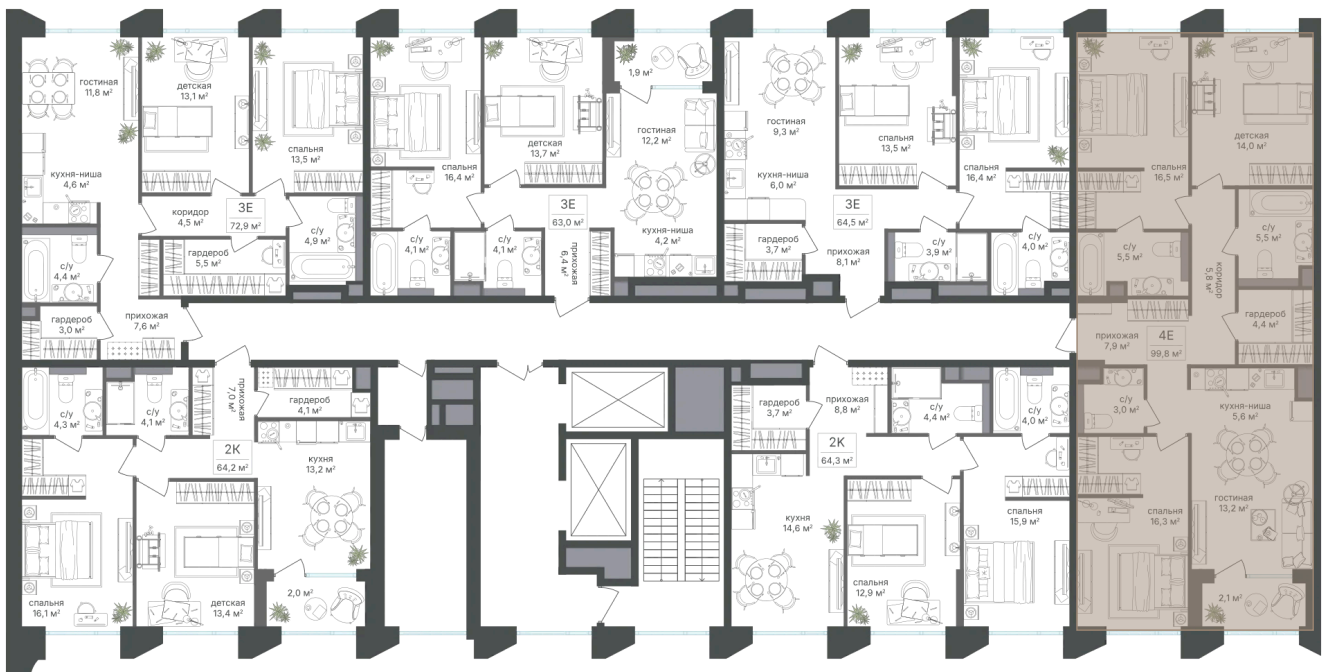 гостиная
11,8 м²
кухня-ниша
4,6 м²
детская
13,1 м²
спальня
13,5 м²
коридор
4,5 м²
3Е
72,9 м²
с/у
4,9 м²
гардероб
5,5 м²
с/у
4,4 м²
гардероб
3,0 м²
прихожая
7,6 м²
спальня
16,4 м²
детская
13,7 м²
1,9 м²
гостиная
12,2 м²
3Е
63,0 м²
с/у
4,1 м²
с/у
4,1 м²
прихожая
6,4 м²
кухня-ниша
4,2 м²
гостиная
9,3 м²
кухня-ниша
6,0 м²
спальня
13,5 м²
спальня
16,4 м²
3Е
64,5 м²
гардероб
3,7 м²
прихожая
8,1 м²
с/у
3,9 м²
с/у
4,0 м²
спальня
16,5 м²
детская
14,0 м²
с/у
5,5 м²
с/у
5,5 м²
коридор
5,8 м²
гардероб
4,4 м²
прихожая
7,9 м²
4Е
99,8 м²
с/у
3,0 м²
кухня-ниша
5,6 м²
спальня
16,3 м²
гостиная
13,2 м²
2,1 м²
с/у
4,3 м²
с/у
4,1 м²
прихожая
7,0 м²
гардероб
4,1 м²
2К
64,2 м²
кухня
13,2 м²
спальня
16,1 м²
детская
13,4 м²
2,0 м²
гардероб
3,7 м²
прихожая
8,8 м²
с/у
4,4 м²
с/у
4,0 м²
2К
64,3 м²
кухня
14,6 м²
спальня
12,9 м²
спальня
15,9 м²